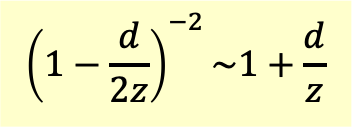 (1 − d/2z)^−2 ~1 + d/z